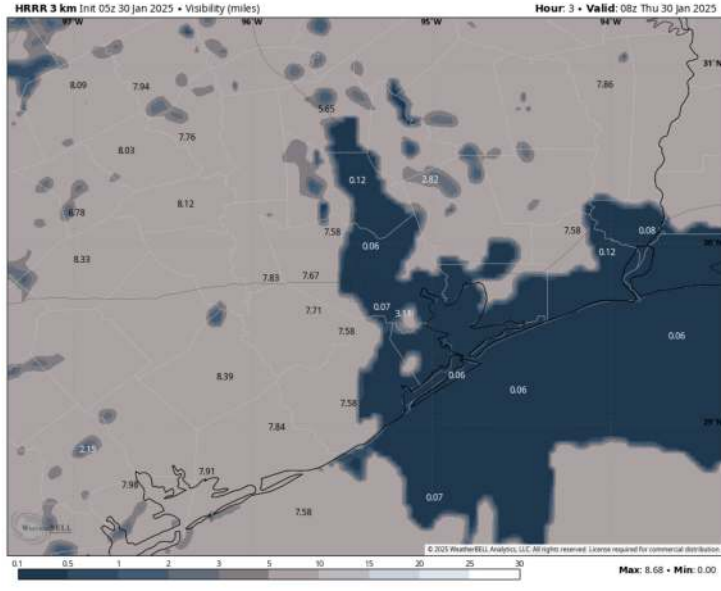 HRRR 3 km Init 05z 30 Jan 2025 • Visibility (miles) Hour: 3 • Valid: 08z Thu 30 Jan 2025
97°W 96°W 95°W 94°W
31°N
8.09 7.94 7.86
5.65
7.76
8.03
0.12 2.82
8.12
6.78
7.58 7.58 0.08
30°N
0.06 0.12
8.33
7.83 7.67
7.71 0.07 3.11
7.58 0.06
0.06
8.39 0.06
7.58
29°N
7.84
2.15
7.91
7.98
0.07
7.58
WeatherBELL
© 2025 WeatherBELL Analytics, LLC. All rights reserved. License required for commercial distribution.
0.1 0.5 1 2 3 5 10 15 20 25 30
Max: 8.68 • Min: 0.00